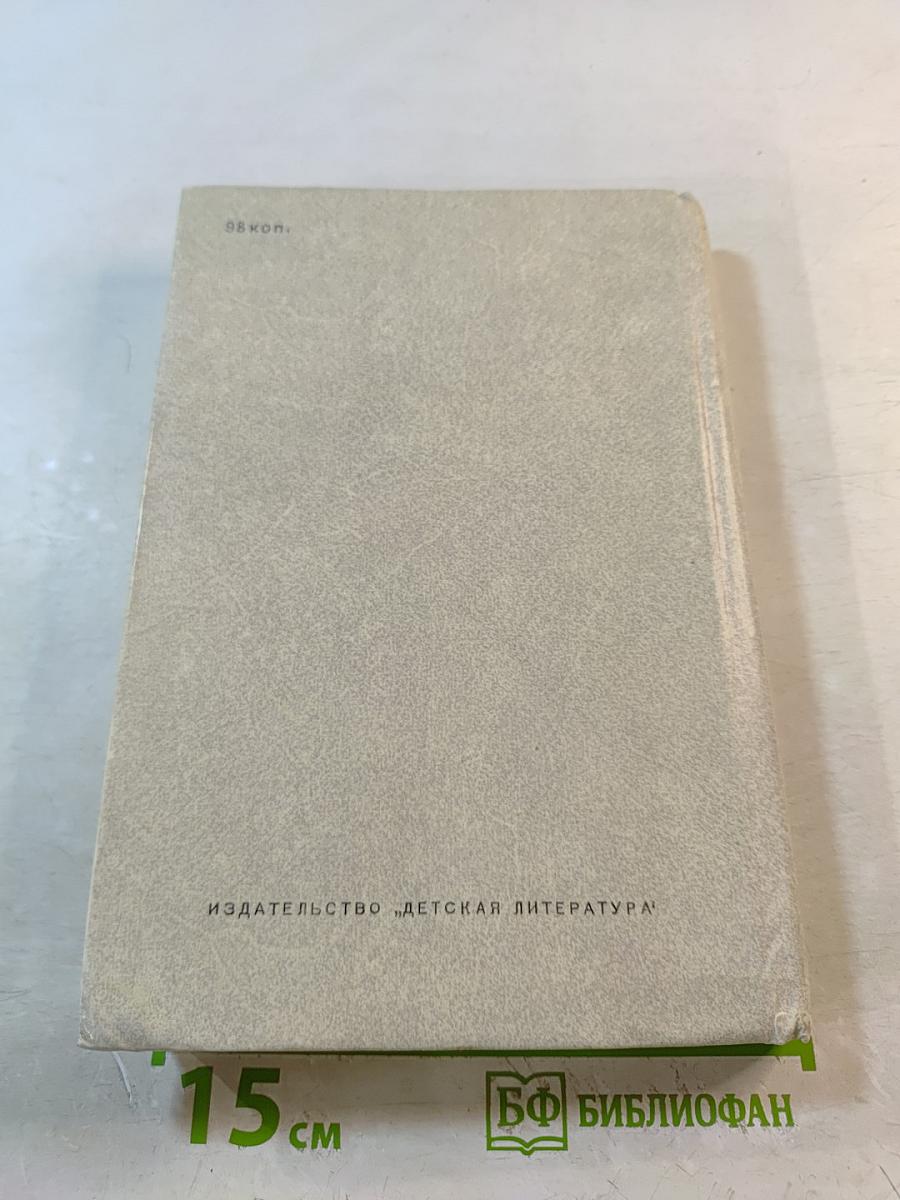 98 коп.
ИЗДАТЕЛЬСТВО „ДЕТСКАЯ ЛИТЕРАТУРА"
15 см
БФ БИБЛИОФАН